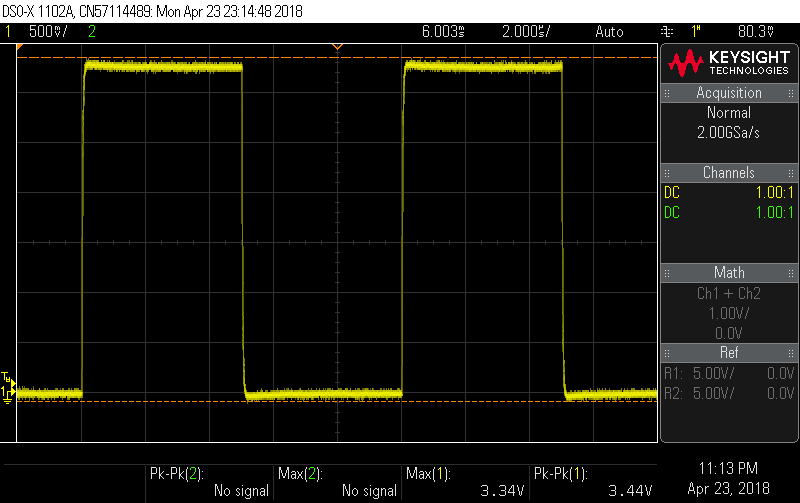 DSO-X 1102A, CN57114489: Mon Apr 23 23:14:48 2018
1 500㎷/ 2 6.003㎳ 2.000㎳/ Auto 1 80.3㎷
KEYSIGHT
TECHNOLOGIES
Acquisition
Normal
2.00GSa/s
Channels
DC 1.00:1
DC 1.00:1
Math
Ch1 + Ch2
1.00V/
0.0V
Ref
R1: 5.00V/ 0.0V
R2: 5.00V/ 0.0V
T
1
Pk-Pk(2):
No signal
Max(2):
No signal
Max(1):
3.34V
Pk-Pk(1):
3.44V
11:13 PM
Apr 23, 2018